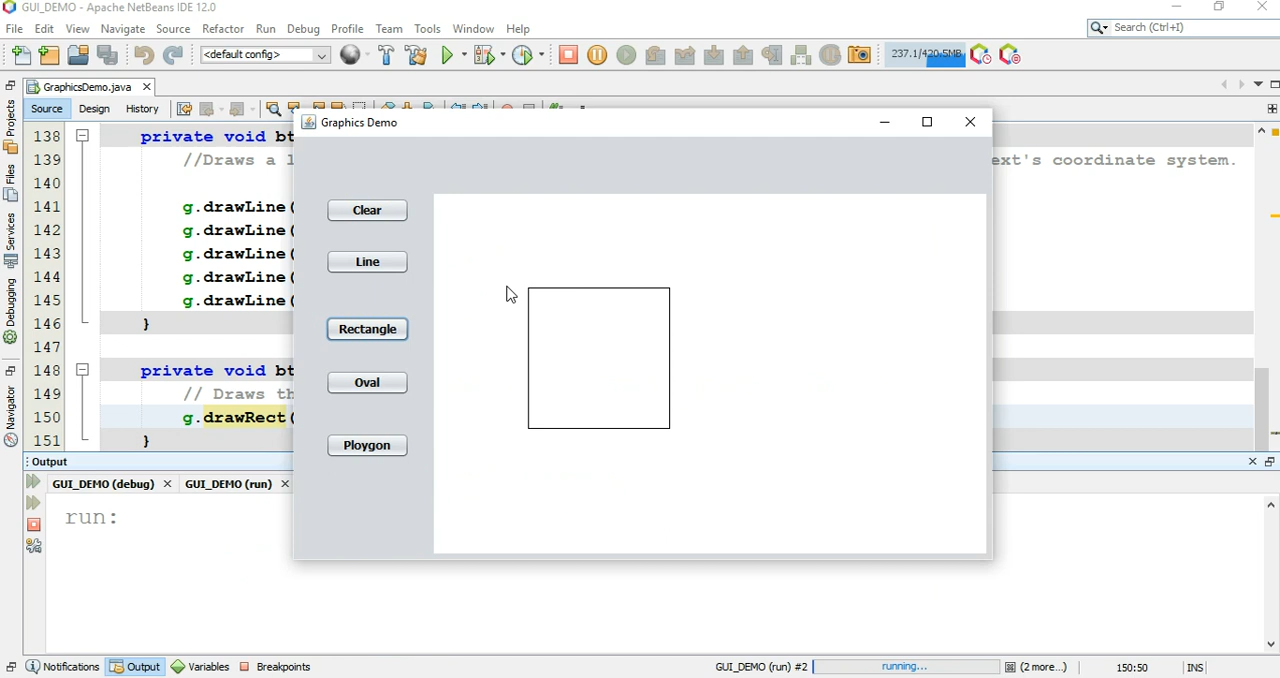 GUI_DEMO - Apache NetBeans IDE 12.0
File Edit View Navigate Source Refactor Run Debug Profile Team Tools Window Help
Search (Ctrl+I)
<default config>
237.1/420.5MB
GraphicsDemo.java
Source Design History
Projects
Files
Services
Debugging
Navigator
Graphics Demo
Clear
Line
Rectangle
Oval
Ploygon
138 private void bt
139 //Draws a l ext's coordinate system.
140
141 g.drawLine(
142 g.drawLine(
143 g.drawLine(
144 g.drawLine(
145 g.drawLine(
146 }
147
148 private void bt
149 // Draws th
150 g.drawRect(
151 }
Output
GUI_DEMO (debug) GUI_DEMO (run)
run:
Notifications Output Variables Breakpoints
GUI_DEMO (run) #2 running... (2 more...) 150:50 INS